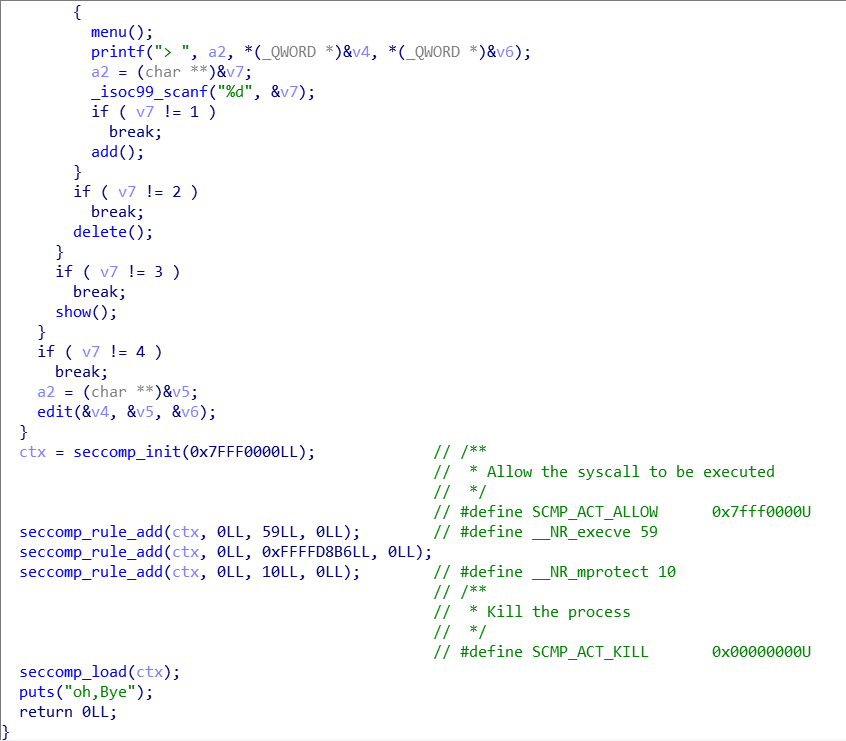 {
menu();
printf("> ", a2, *(_QWORD *)&v4, *(_QWORD *)&v6);
a2 = (char **)&v7;
_isoc99_scanf("%d", &v7);
if ( v7 != 1 )
break;
add();
}
if ( v7 != 2 )
break;
delete();
}
if ( v7 != 3 )
break;
show();
}
if ( v7 != 4 )
break;
a2 = (char **)&v5;
edit(&v4, &v5, &v6);
}
ctx = seccomp_init(0x7FFF0000LL); // /**
// * Allow the syscall to be executed
// */
// #define SCMP_ACT_ALLOW 0x7fff0000U
seccomp_rule_add(ctx, 0LL, 59LL, 0LL); // #define __NR_execve 59
seccomp_rule_add(ctx, 0LL, 0xFFFFD8B6LL, 0LL);
seccomp_rule_add(ctx, 0LL, 10LL, 0LL); // #define __NR_mprotect 10
// /**
// * Kill the process
// */
// #define SCMP_ACT_KILL 0x00000000U
seccomp_load(ctx);
puts("oh,Bye");
return 0LL;
}